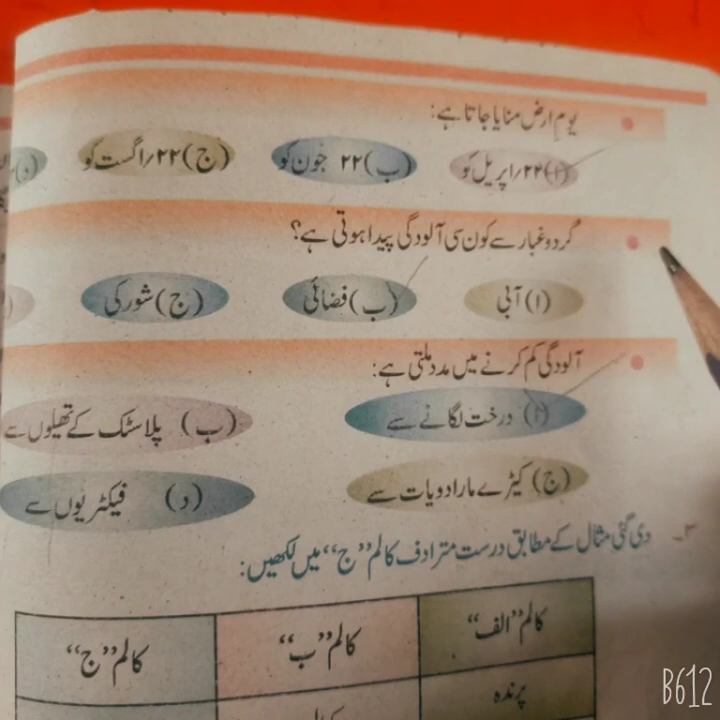 یومِ ارض منایا جاتا ہے:
(ا) ۲۲؍اپریل کو (ب) ۲۲ جون کو (ج) ۲۲؍اگست کو (د)
گرد و غبار سے کون سی آلودگی پیدا ہوتی ہے؟
(ا) آبی (ب) فضائی (ج) شور کی
آلودگی کم کرنے میں مدد ملتی ہے:
(ا) درخت لگانے سے (ب) پلاسٹک کے تھیلوں سے
(ج) کیڑے مار ادویات سے (د) فیکٹریوں سے
۳۔ دی گئی مثال کے مطابق درست مترادف کالم ”ج“ میں لکھیں:
کالم ”الف“ کالم ”ب“ کالم ”ج“
پرندہ
B612